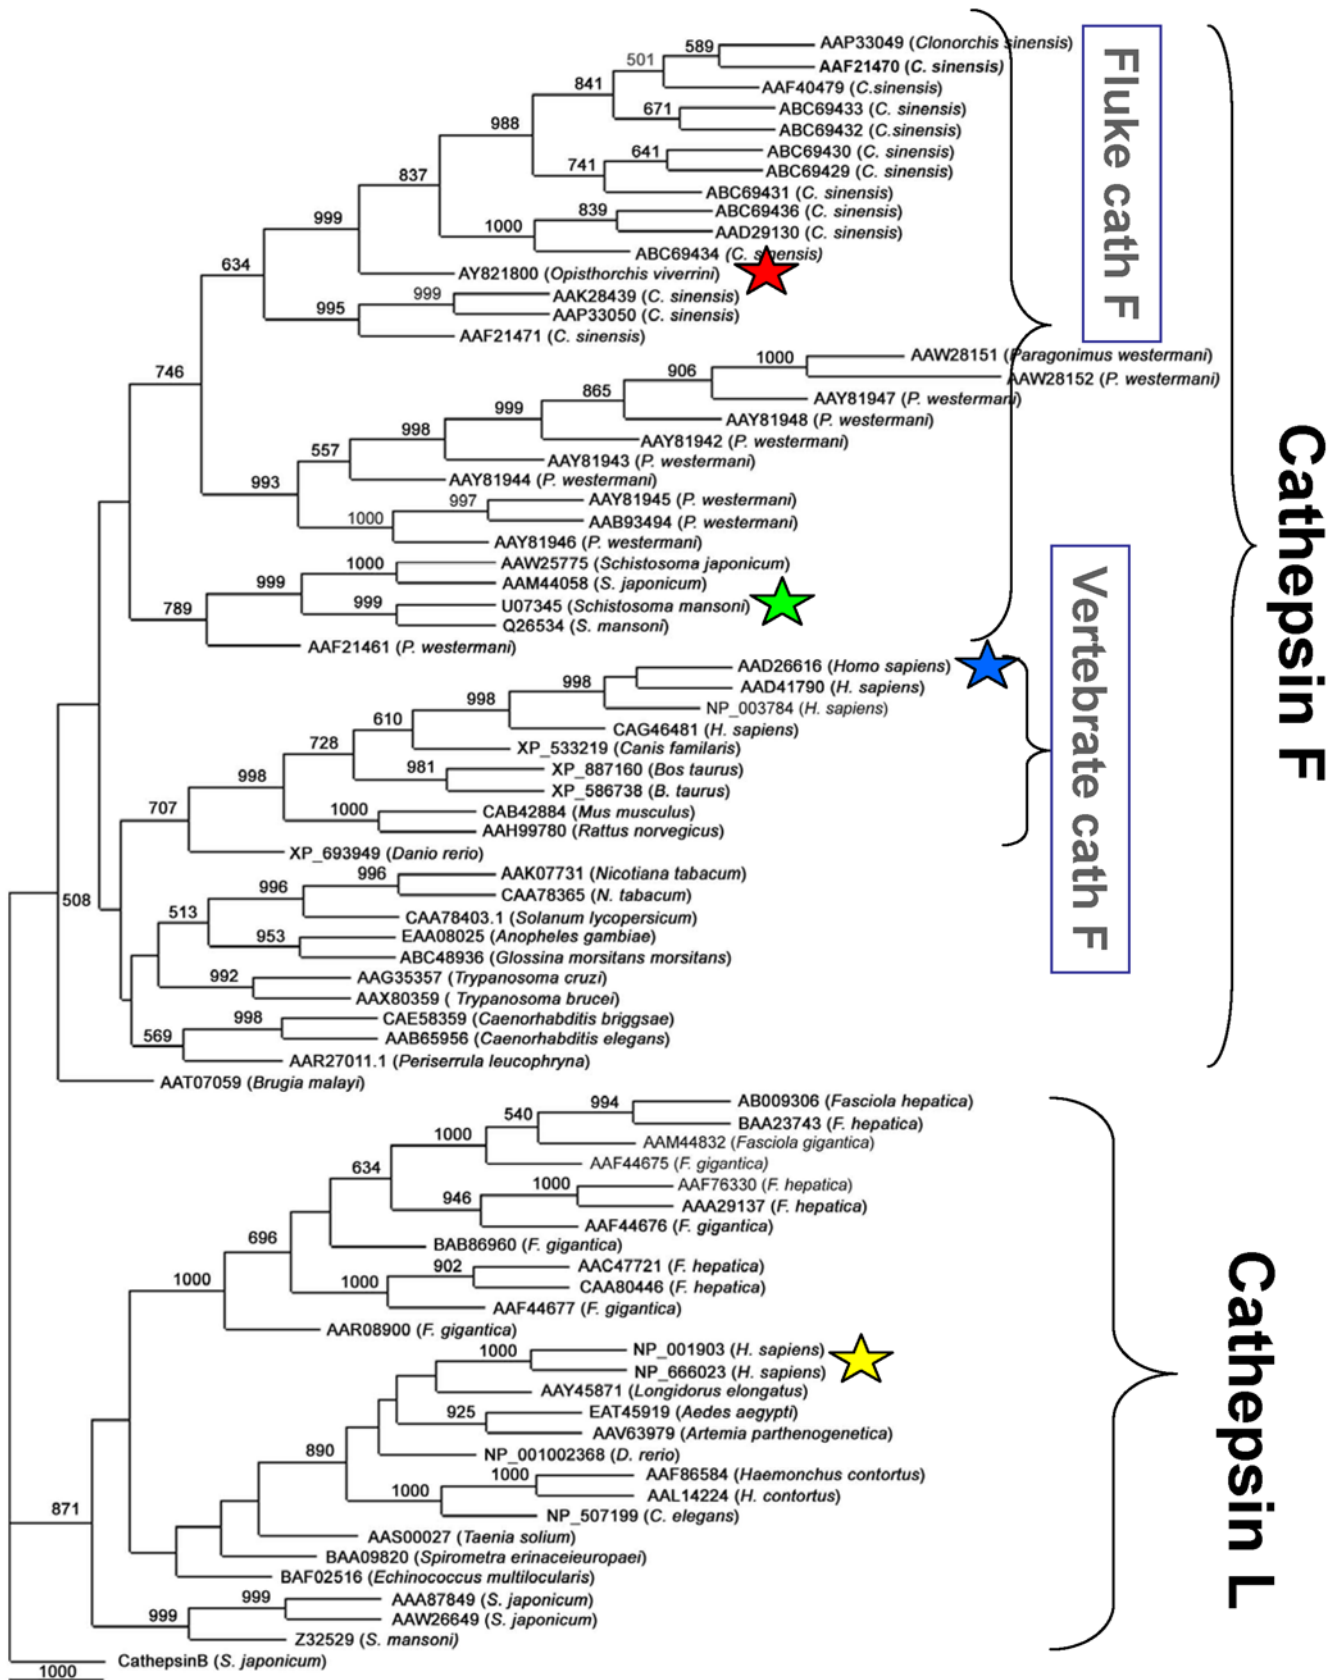 589
AAP33049 (Clonorchis sinensis)
501
AAF21470 (C. sinensis)
841
AAF40479 (C.sinensis)
671
ABC69433 (C. sinensis)
988
ABC69432 (C.sinensis)
641
ABC69430 (C. sinensis)
741
ABC69429 (C. sinensis)
837
ABC69431 (C. sinensis)
839
ABC69436 (C. sinensis)
999
1000
AAD29130 (C. sinensis)
ABC69434 (C. sinensis)
634
AY821800 (Opisthorchis viverrini)
999
AAK28439 (C. sinensis)
995
AAP33050 (C. sinensis)
AAF21471 (C. sinensis)
1000
AAW28151 (Paragonimus westermani)
746
906
AAW28152 (P. westermani)
865
AAY81947 (P. westermani)
999
AAY81948 (P. westermani)
998
AAY81942 (P. westermani)
557
AAY81943 (P. westermani)
993
AAY81944 (P. westermani)
997
AAY81945 (P. westermani)
1000
AAB93494 (P. westermani)
AAY81946 (P. westermani)
1000
AAW25775 (Schistosoma japonicum)
999
AAM44058 (S. japonicum)
789
999
U07345 (Schistosoma mansoni)
Q26534 (S. mansoni)
AAF21461 (P. westermani)
Fluke cath F
998
AAD26616 (Homo sapiens)
998
AAD41790 (H. sapiens)
610
NP_003784 (H. sapiens)
CAG46481 (H. sapiens)
728
XP_533219 (Canis familaris)
981
XP_887160 (Bos taurus)
998
XP_586738 (B. taurus)
707
1000
CAB42884 (Mus musculus)
AAH99780 (Rattus norvegicus)
XP_693949 (Danio rerio)
Vertebrate cath F
508
996
AAK07731 (Nicotiana tabacum)
996
CAA78365 (N. tabacum)
513
CAA78403.1 (Solanum lycopersicum)
953
EAA08025 (Anopheles gambiae)
ABC48936 (Glossina morsitans morsitans)
992
AAG35357 (Trypanosoma cruzi)
AAX80359 ( Trypanosoma brucei)
998
CAE58359 (Caenorhabditis briggsae)
569
AAB65956 (Caenorhabditis elegans)
AAR27011.1 (Periserrula leucophryna)
AAT07059 (Brugia malayi)
Cathepsin F
994
AB009306 (Fasciola hepatica)
540
BAA23743 (F. hepatica)
1000
AAM44832 (Fasciola gigantica)
634
AAF44675 (F. gigantica)
1000
AAF76330 (F. hepatica)
946
AAA29137 (F. hepatica)
696
AAF44676 (F. gigantica)
BAB86960 (F. gigantica)
902
AAC47721 (F. hepatica)
1000
1000
CAA80446 (F. hepatica)
AAF44677 (F. gigantica)
AAR08900 (F. gigantica)
1000
NP_001903 (H. sapiens)
NP_666023 (H. sapiens)
AAY45871 (Longidorus elongatus)
925
EAT45919 (Aedes aegypti)
AAV63979 (Artemia parthenogenetica)
890
NP_001002368 (D. rerio)
1000
AAF86584 (Haemonchus contortus)
1000
AAL14224 (H. contortus)
871
NP_507199 (C. elegans)
AAS00027 (Taenia solium)
BAA09820 (Spirometra erinaceieuropaei)
BAF02516 (Echinococcus multilocularis)
999
AAA87849 (S. japonicum)
999
AAW26649 (S. japonicum)
Z32529 (S. mansoni)
Cathepsin L
CathepsinB (S. japonicum)
1000